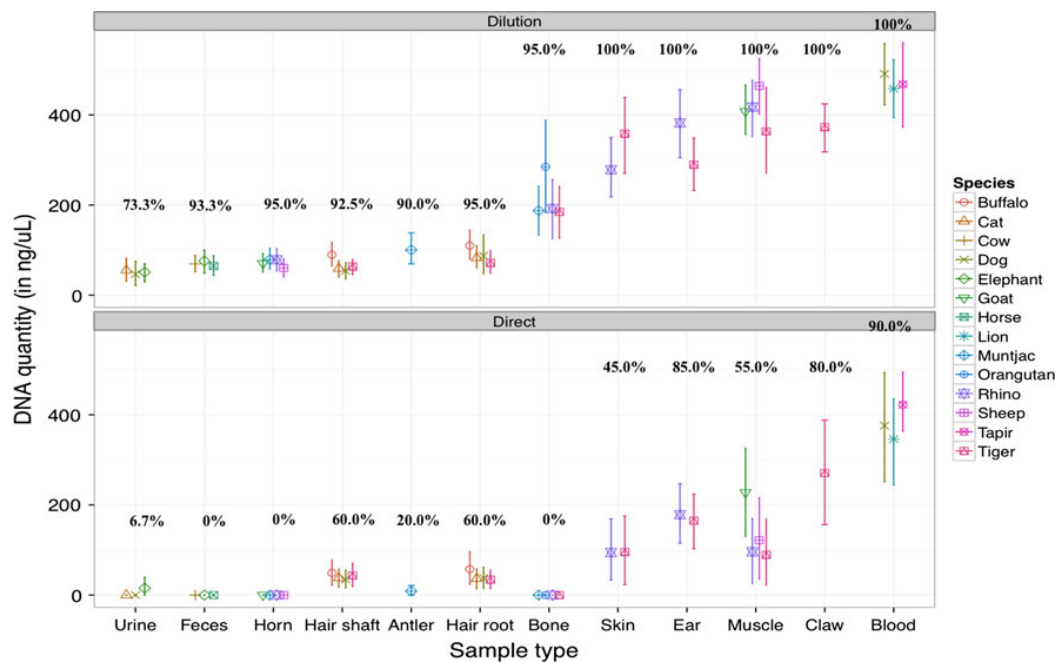 Dilution
100%
95.0% 100% 100% 100% 100%
400
73.3% 93.3% 95.0% 92.5% 90.0% 95.0%
200
0
Direct
90.0%
45.0% 85.0% 55.0% 80.0%
400
200
6.7% 0% 0% 60.0% 20.0% 60.0% 0%
0
DNA quantity (in ng/uL)
Urine Feces Horn Hair shaft Antler Hair root Bone Skin Ear Muscle Claw Blood
Sample type
Species
Buffalo
Cat
Cow
Dog
Elephant
Goat
Horse
Lion
Muntjac
Orangutan
Rhino
Sheep
Tapir
Tiger